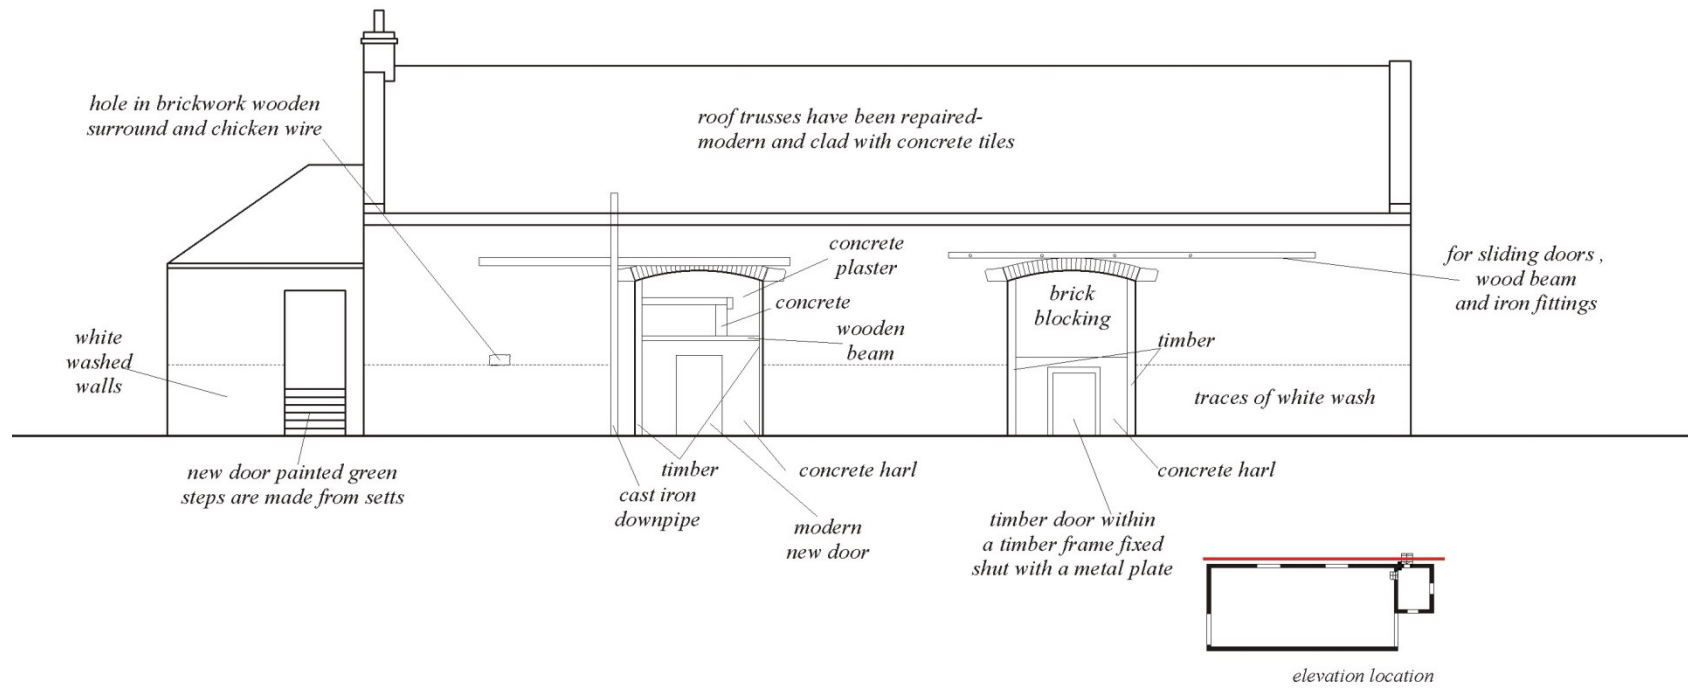 hole in brickwork wooden
surround and chicken wire
roof trusses have been repaired-
modern and clad with concrete tiles
concrete
plaster
concrete
wooden
beam
brick
blocking
timber
for sliding doors ,
wood beam
and iron fittings
white
washed
walls
traces of white wash
new door painted green
steps are made from setts
timber
cast iron
downpipe
concrete harl
modern
new door
timber door within
a timber frame fixed
shut with a metal plate
concrete harl
elevation location